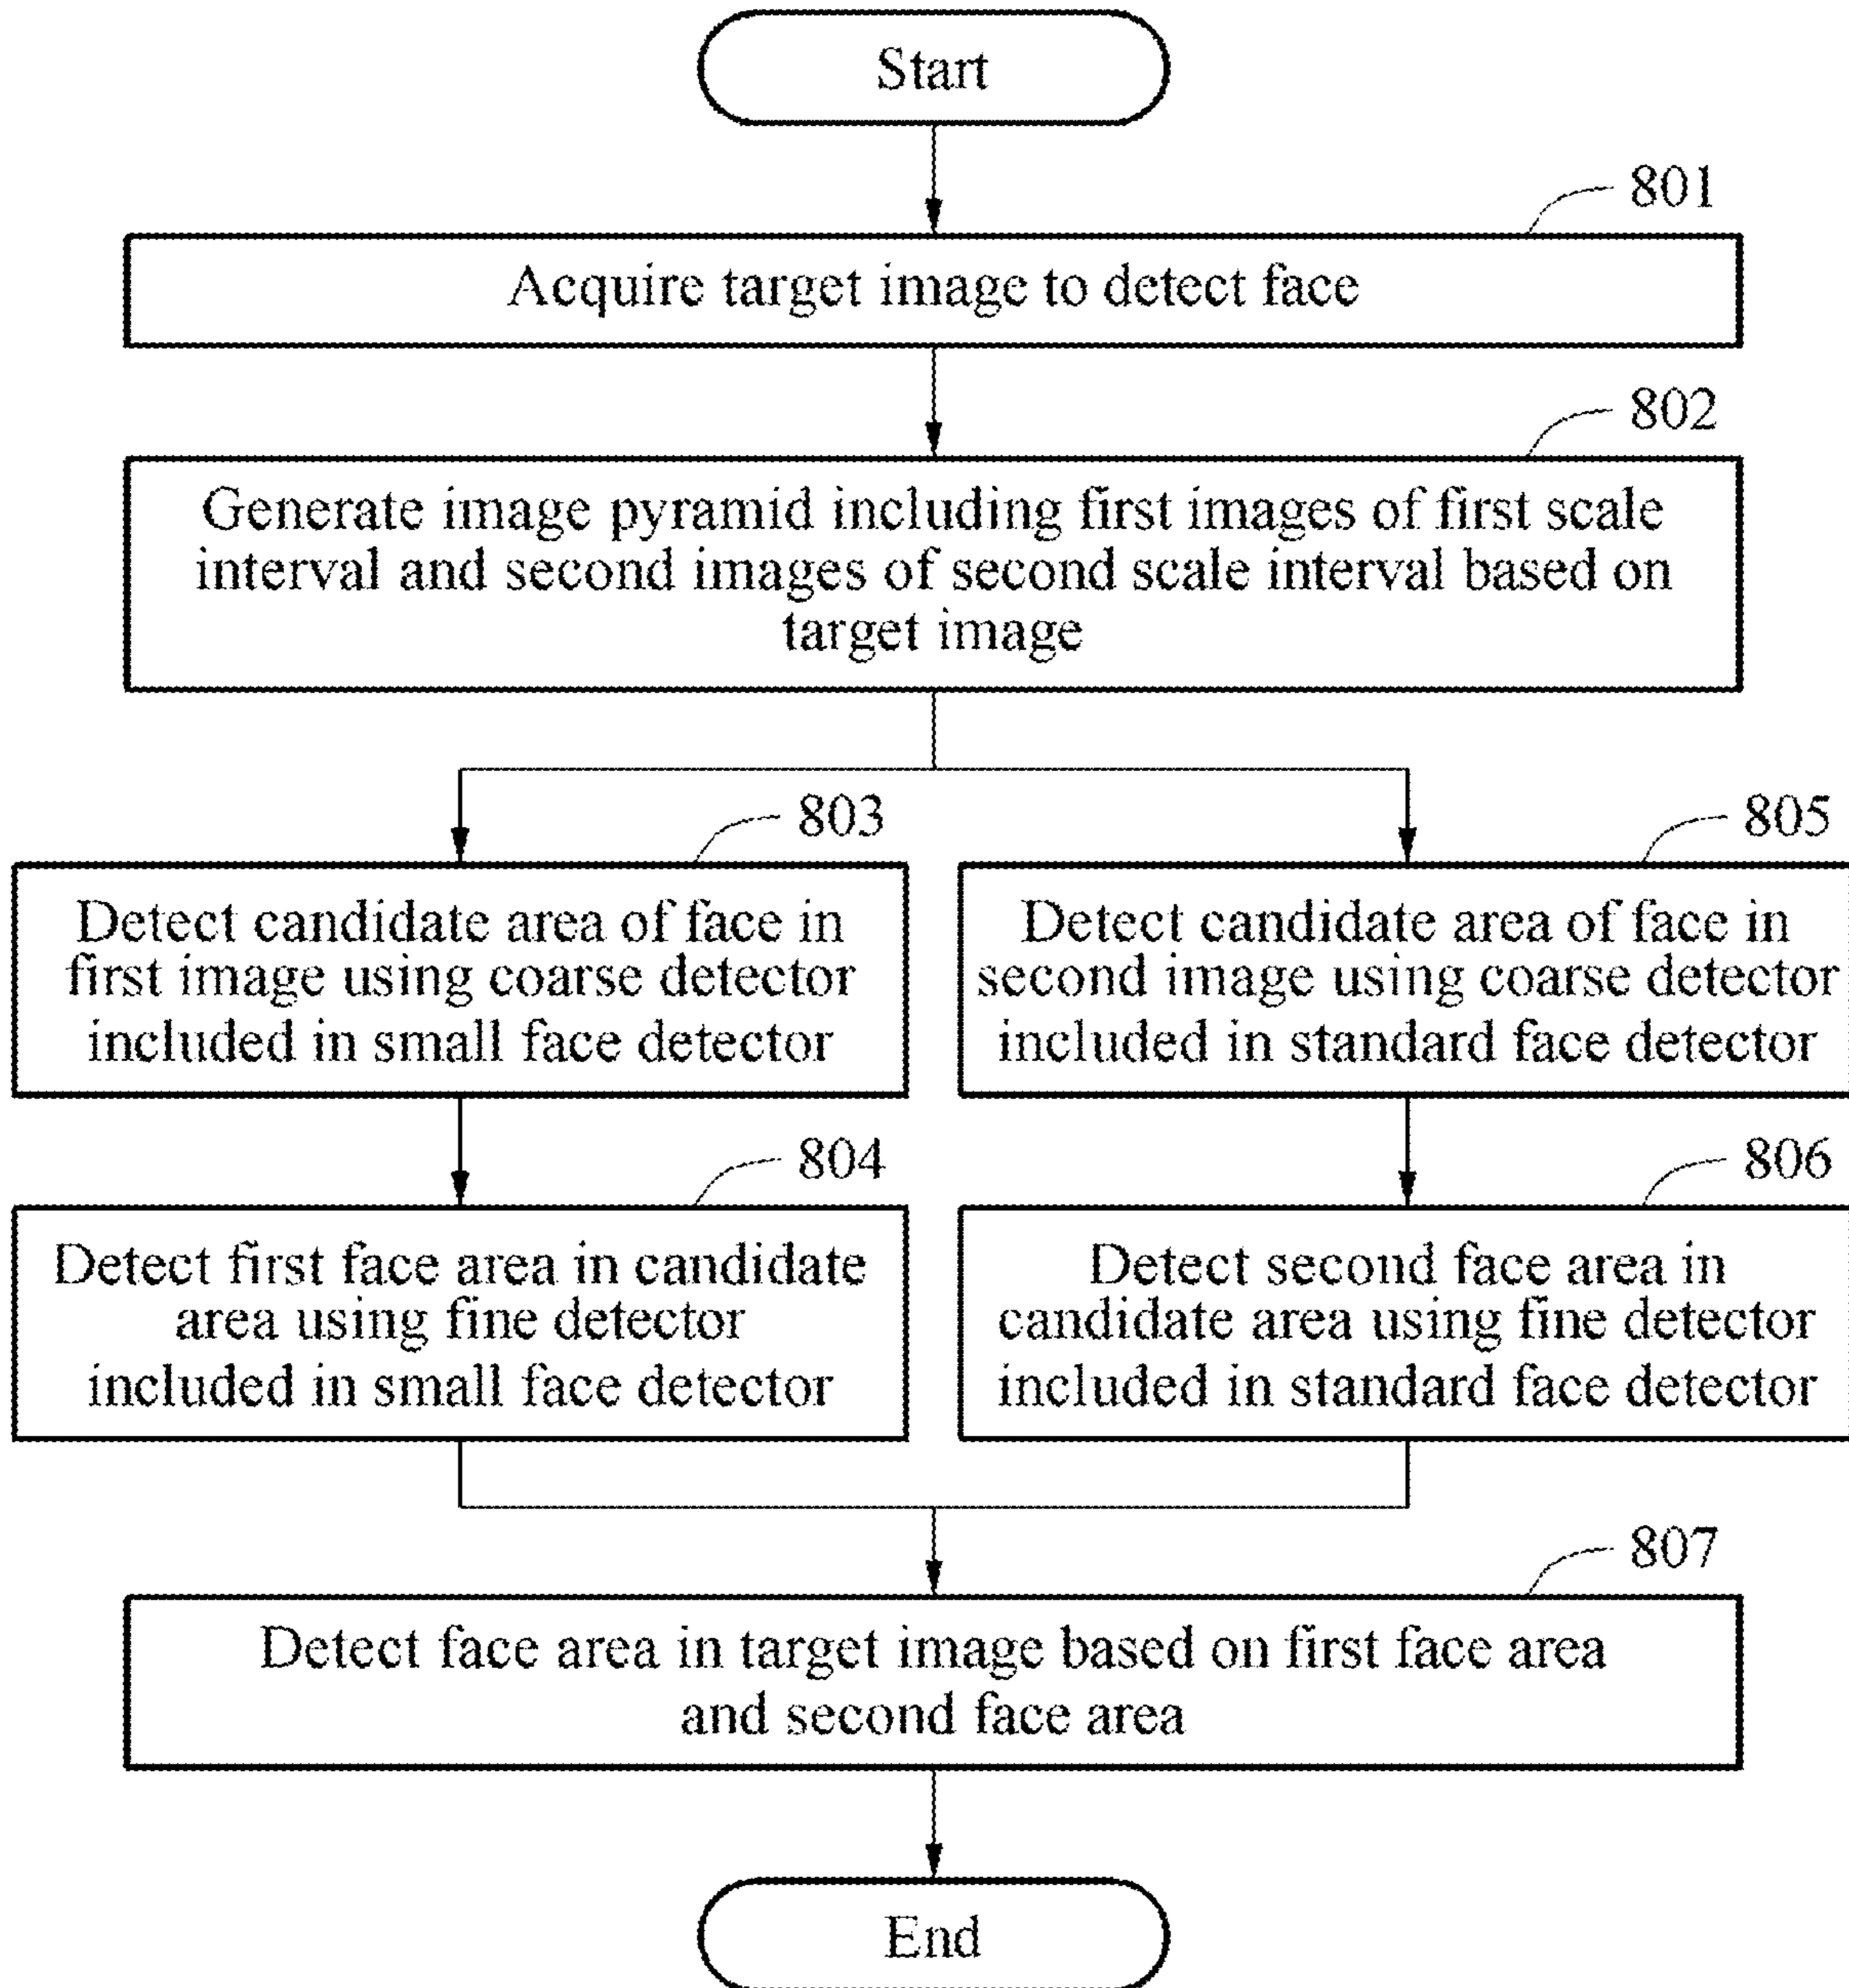 Start
801
Acquire target image to detect face
802
Generate image pyramid including first images of first scale
interval and second images of second scale interval based on
target image
803
Detect candidate area of face in
first image using coarse detector
included in small face detector
805
Detect candidate area of face in
second image using coarse detector
included in standard face detector
804
Detect first face area in candidate
area using fine detector
included in small face detector
806
Detect second face area in
candidate area using fine detector
included in standard face detector
807
Detect face area in target image based on first face area
and second face area
End